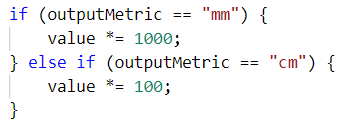 if (outputMetric == "mm") {
    value *= 1000;
} else if (outputMetric == "cm") {
    value *= 100;
}